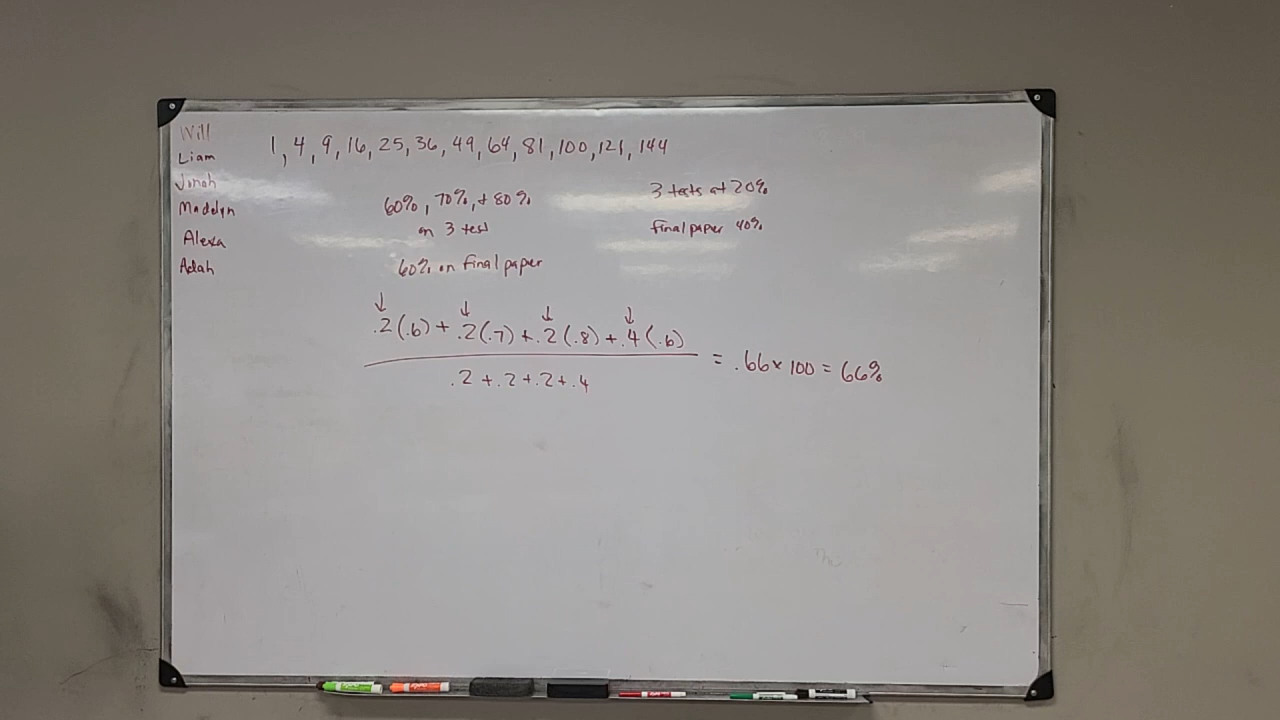 Will
Liam
Jonah
Madelyn
Alexa
Adah
1, 4, 9, 16, 25, 36, 49, 64, 81, 100, 121, 144
60%, 70%, + 80%
on 3 test
60% on final paper
3 tests at 20%
final paper 40%
↓ ↓ ↓ ↓
.2(.6) + .2(.7) + .2(.8) + .4(.6)
.2 + .2 + .2 + .4
= .66 x 100 = 66%